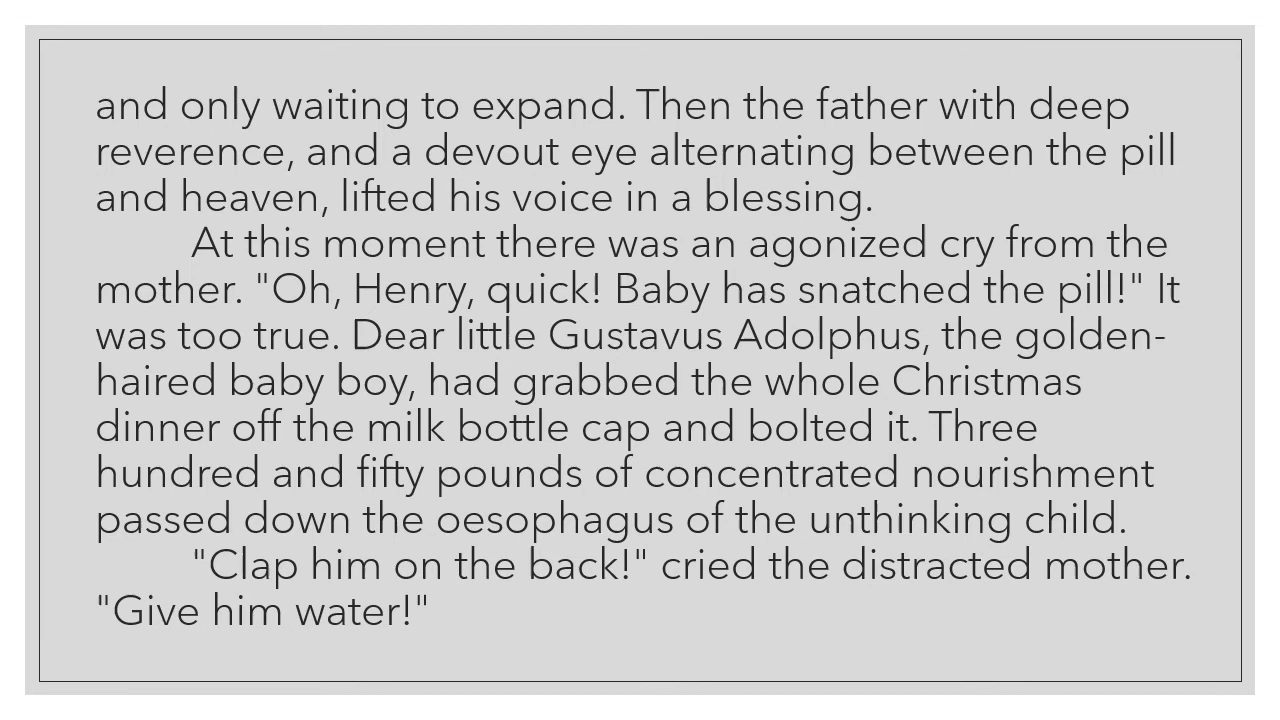 and only waiting to expand. Then the father with deep
reverence, and a devout eye alternating between the pill
and heaven, lifted his voice in a blessing.
At this moment there was an agonized cry from the
mother. "Oh, Henry, quick! Baby has snatched the pill!" It
was too true. Dear little Gustavus Adolphus, the golden-
haired baby boy, had grabbed the whole Christmas
dinner off the milk bottle cap and bolted it. Three
hundred and fifty pounds of concentrated nourishment
passed down the oesophagus of the unthinking child.
"Clap him on the back!" cried the distracted mother.
"Give him water!"